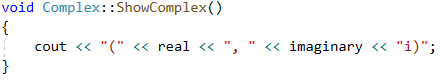 void Complex::ShowComplex()
{
    cout << "(" << real << ", " << imaginary << "i)";
}